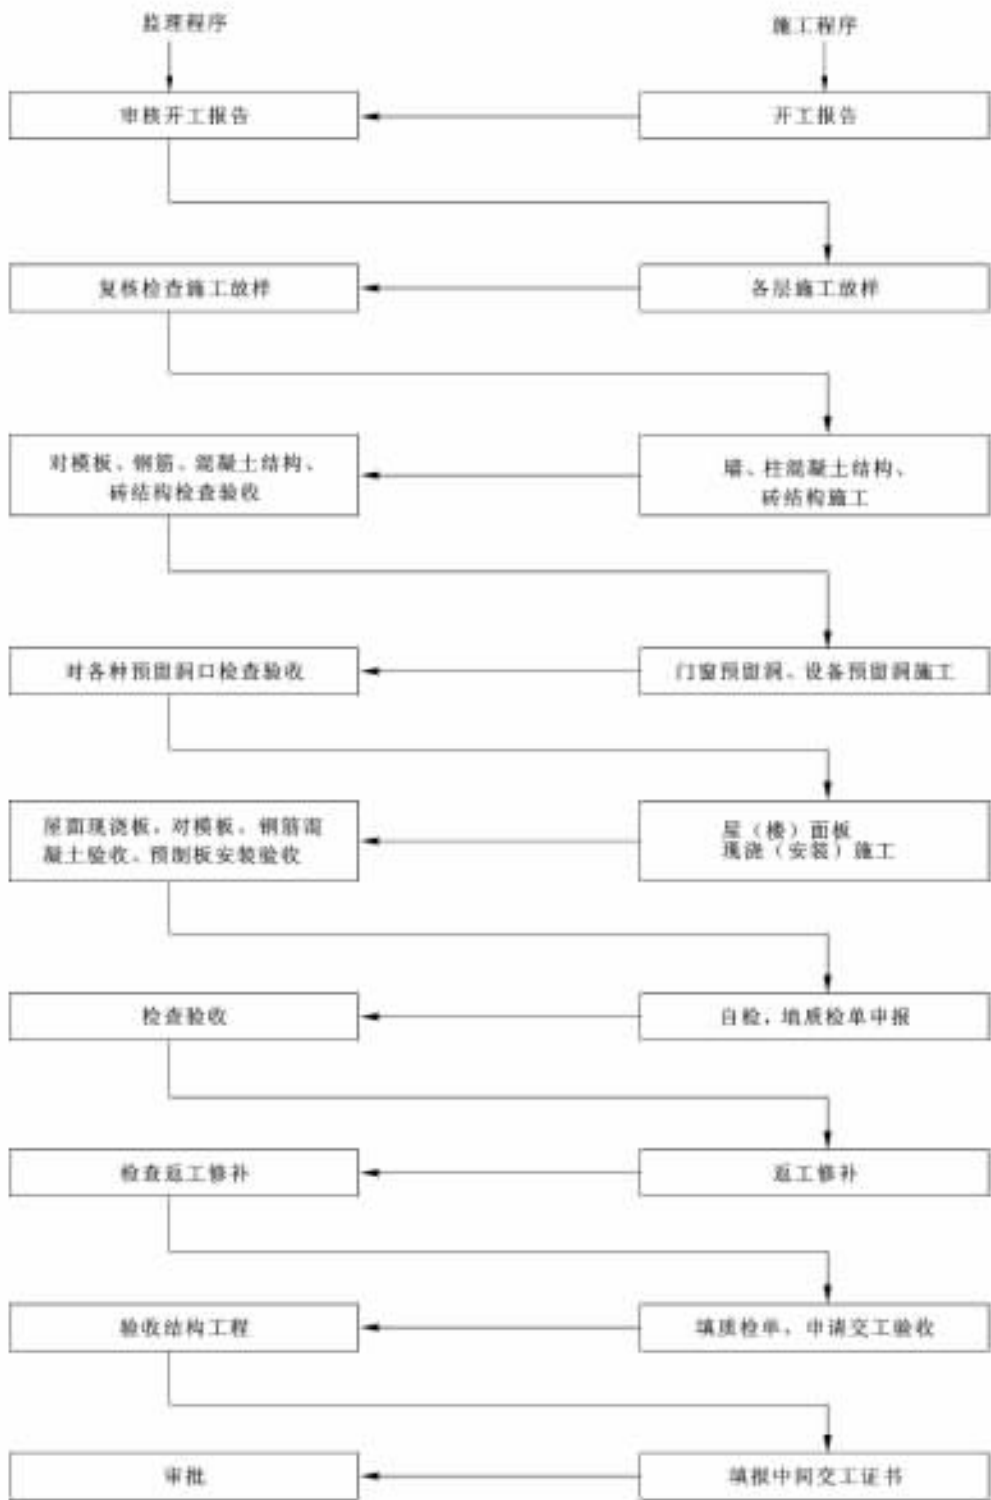 监理程序
施工程序
审核开工报告
开工报告
复核检查施工放样
各层施工放样
对模板、钢筋、混凝土结构、
砖结构检查验收
墙、柱混凝土结构、
砖结构施工
对各种预留洞口检查验收
门窗预留洞、设备预留洞施工
屋面现浇板，对模板、钢筋混
凝土验收、预制板安装验收
屋（楼）面板
现浇（安装）施工
检查验收
自检，填质检单申报
检查返工修补
返工修补
验收结构工程
填质检单，申请交工验收
审批
填报中间交工证书